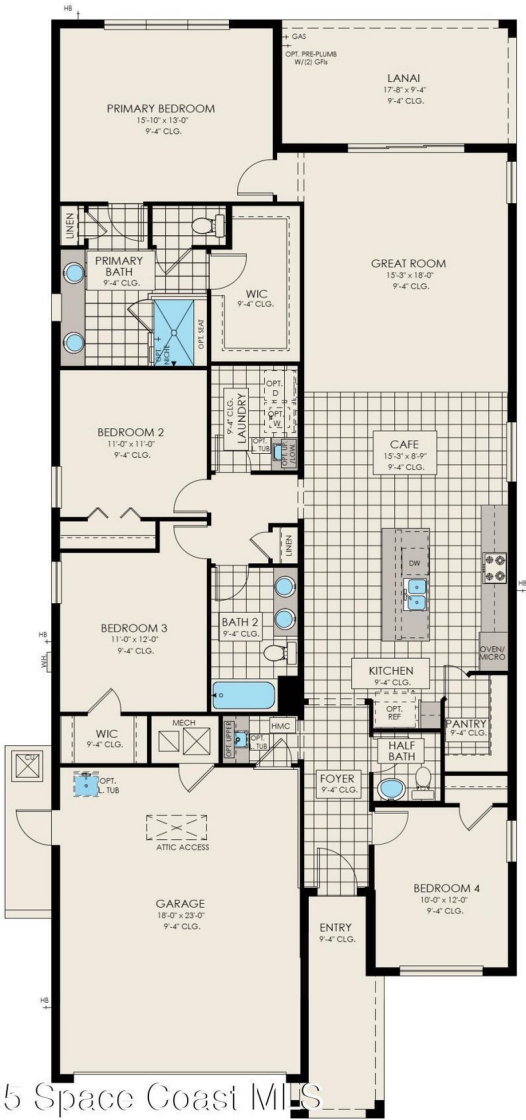 HB
GAS
OPT. PRE-PLUMB
W/(2) GFIs
LANAI
17'-8" x 9'-4"
9'-4" CLG.
PRIMARY BEDROOM
15'-10" x 13'-0"
9'-4" CLG.
LINEN
PRIMARY
BATH
9'-4" CLG.
WIC
9'-4" CLG.
GREAT ROOM
15'-3" x 18'-0"
9'-4" CLG.
OPT.
NICHE
OPT. SEAT
BEDROOM 2
11'-0" x 11'-0"
9'-4" CLG.
LAUNDRY
9'-4" CLG.
OPT.
D
OPT.
W
OPT.
L. TUB
OPT. UP
/LOW.
CAFE
15'-3" x 8'-9"
9'-4" CLG.
LINEN
DW
HB
BEDROOM 3
11'-0" x 12'-0"
9'-4" CLG.
BATH 2
9'-4" CLG.
HB
WH
OVEN/
MICRO
KITCHEN
9'-4" CLG.
OPT.
REF
PANTRY
9'-4" CLG.
WIC
9'-4" CLG.
MECH
OPT. UPPER
OPT.
L. TUB
HMC
HALF
BATH
CU
OPT.
L. TUB
FOYER
9'-4" CLG.
ATTIC ACCESS
GARAGE
18'-0" x 23'-0"
9'-4" CLG.
BEDROOM 4
10'-0" x 12'-0"
9'-4" CLG.
ENTRY
9'-4" CLG.
HB
5 Space Coast MLS